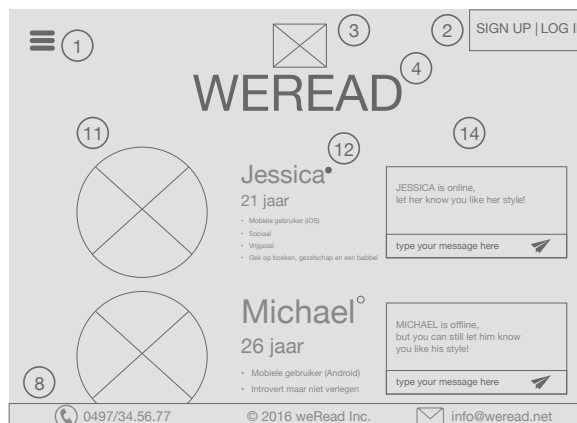 1
2
SIGN UP | LOG I
3
4
WEREAD
11
12
14
Jessica
21 jaar
• Mobiele gebruiker (iOS)
• Sociaal
• Vrijgezel
• Gek op boeken, gezelschap en een babbel
JESSICA is online,
let her know you like her style!
type your message here
Michael
26 jaar
• Mobiele gebruiker (Android)
• Introvert maar niet verlegen
MICHAEL is offline,
but you can still let him know
you like his style!
type your message here
8
0497/34.56.77
© 2016 weRead Inc.
info@weread.net